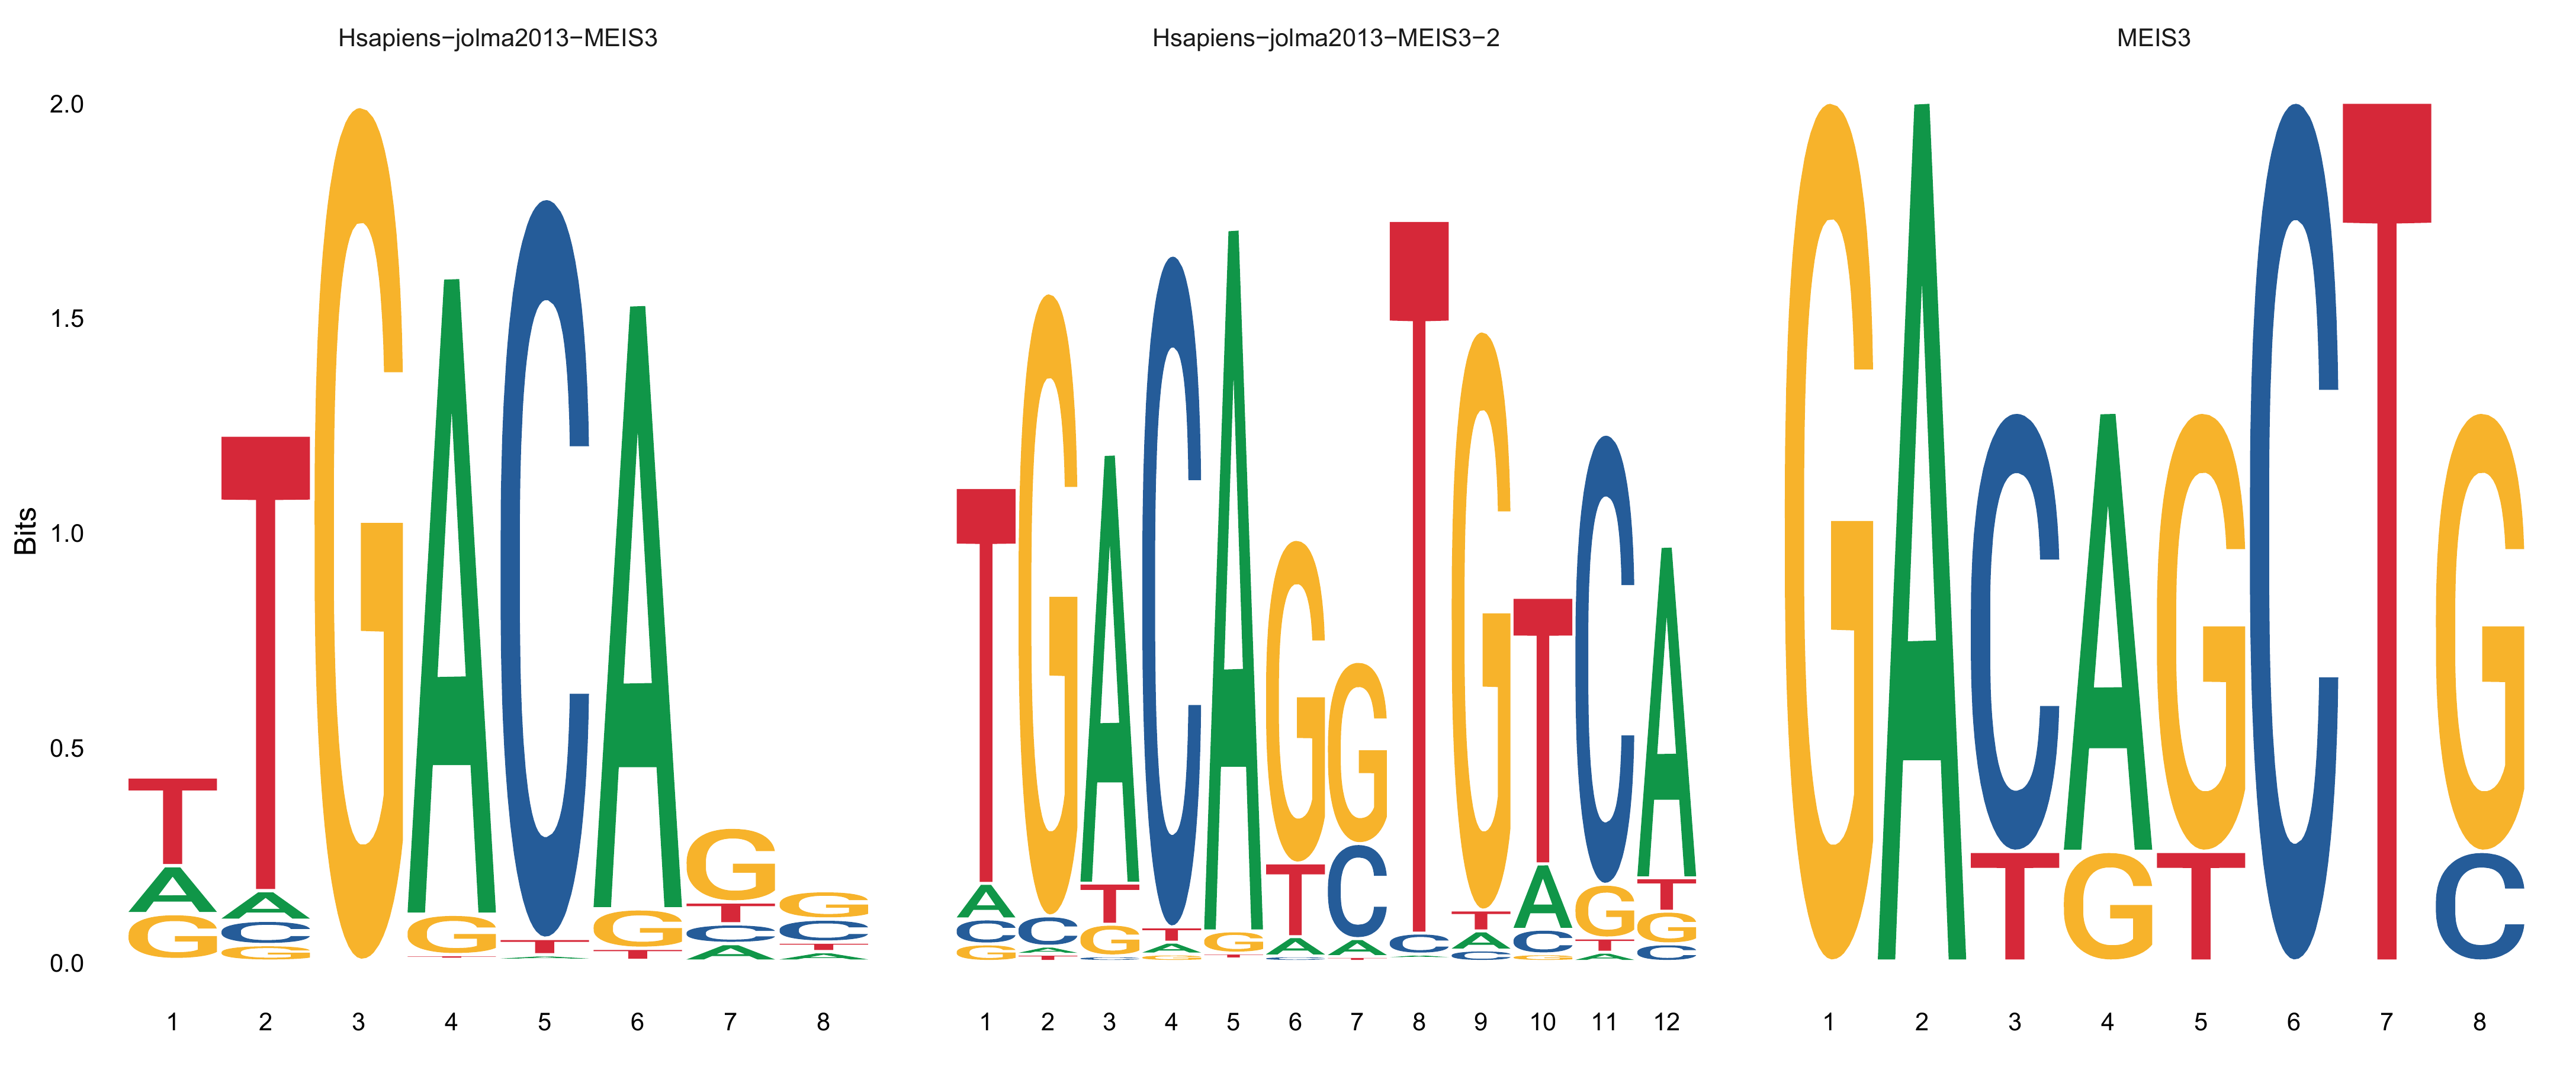 Hsapiens−jolma2013−MEIS3 Hsapiens−jolma2013−MEIS3−2 MEIS3
2.0
1.5
1.0
0.5
0.0
Bits
T T G A C A G G
A A G T G T C C
G C A T C T
G A A
T G A C A G G T G T C A
A C T T G T C C T A G T
C A G A T A A A A C T G
G T C G C T C G A C
G A C A G C T G
T G T C
1 2 3 4 5 6 7 8 1 2 3 4 5 6 7 8 9 10 11 12 1 2 3 4 5 6 7 8